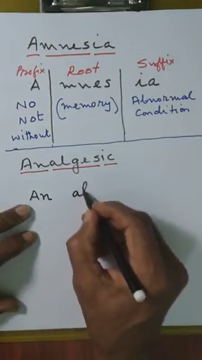 Amnesia
Prefix Root Suffix
A mnes ia
No (memory) Abnormal
Not Condition
without
Analgesic
An al